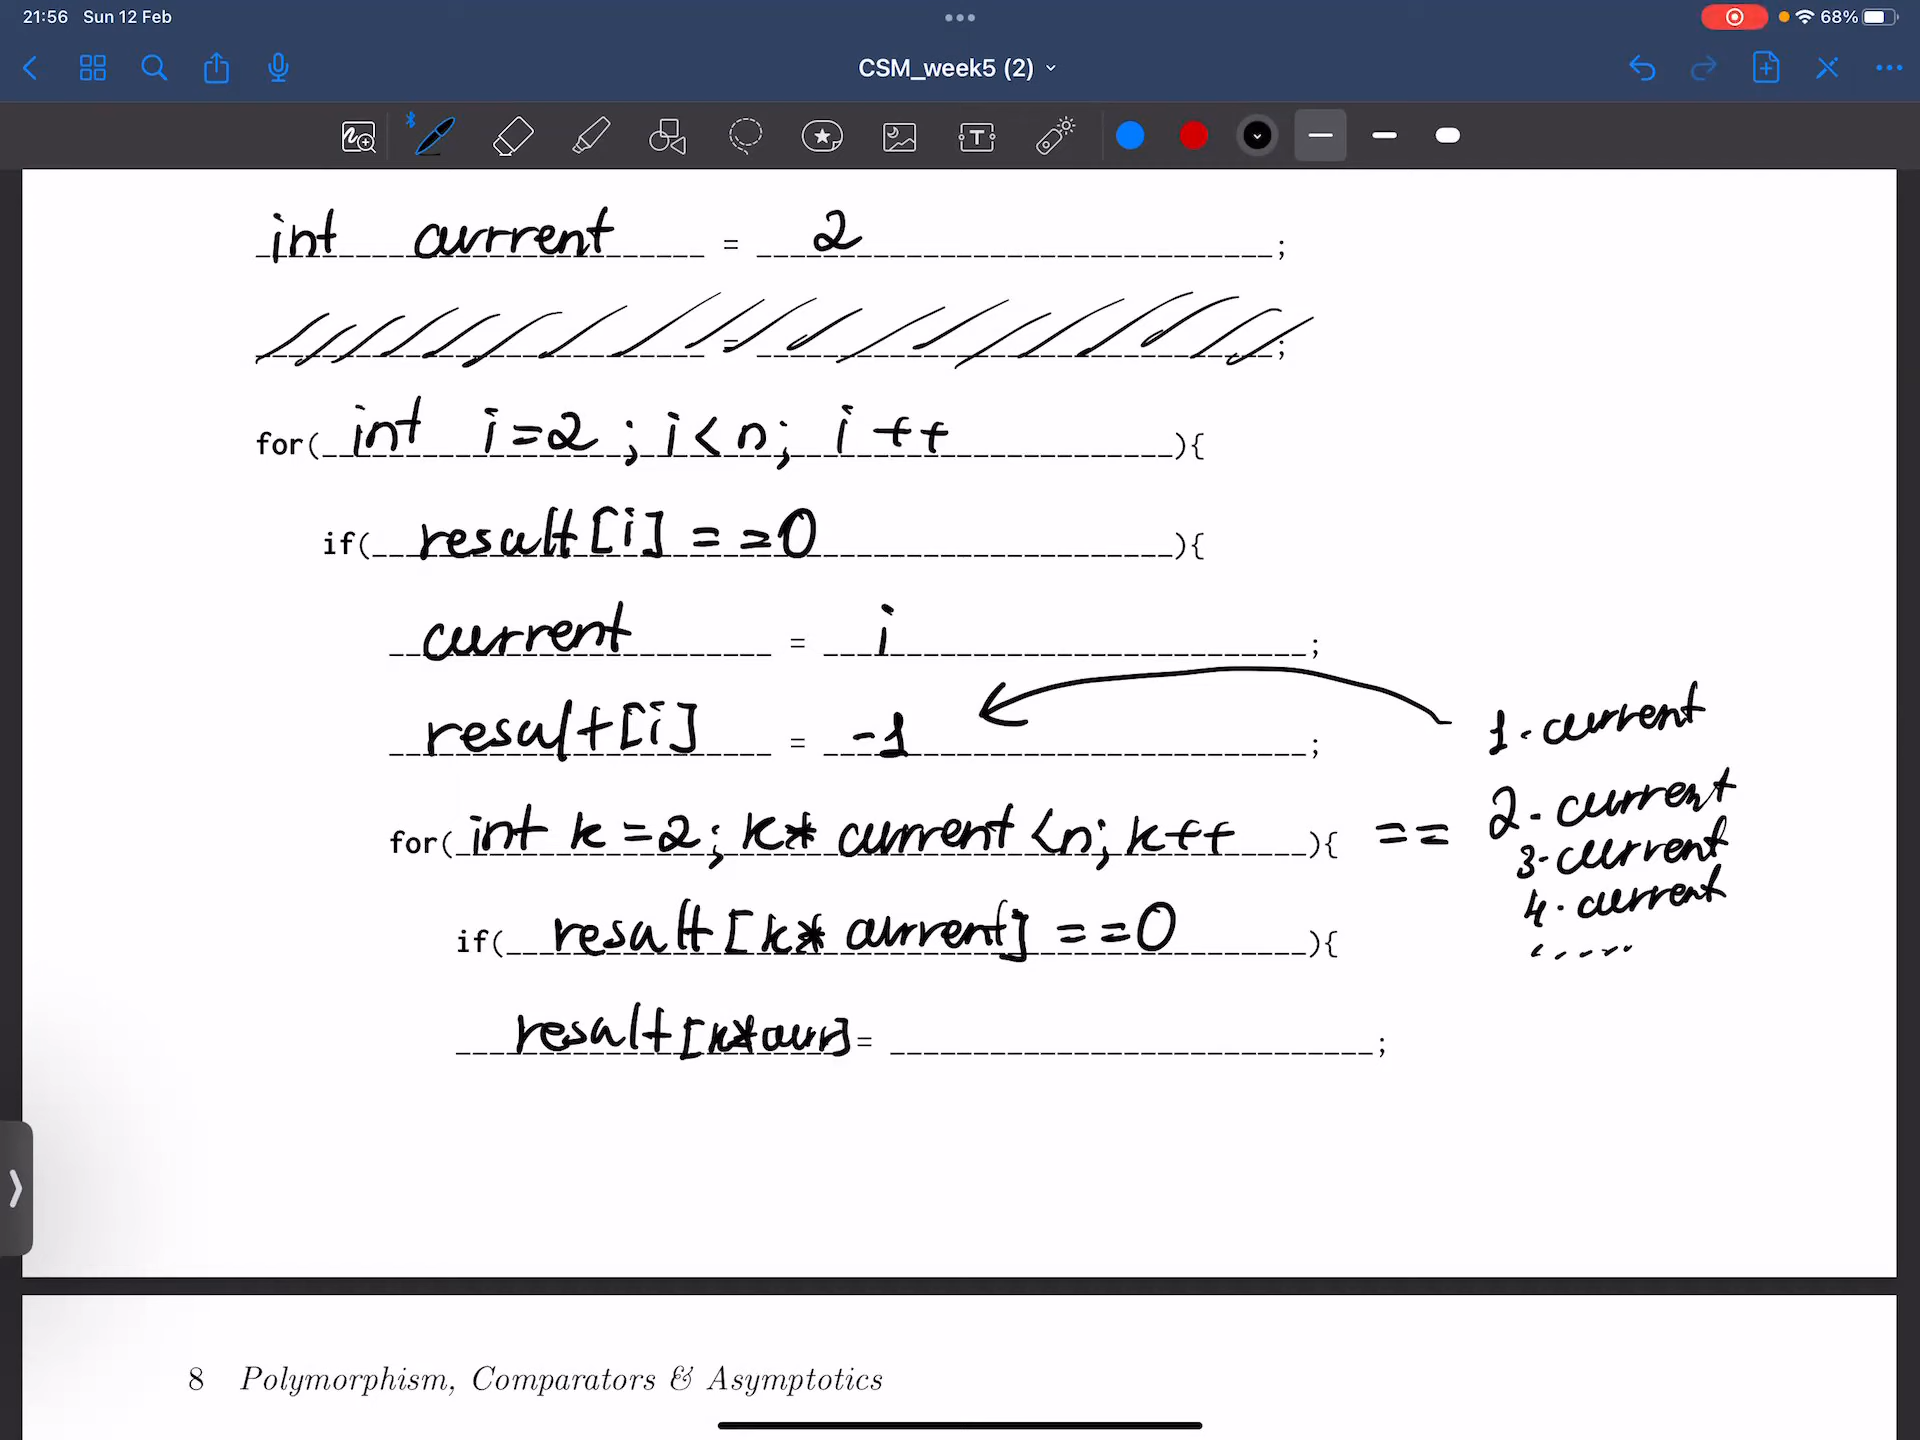 21:56 Sun 12 Feb
68%
CSM_week5 (2)
T
int current = 2 ;
= ;
for( int i=2 ; i<n; i++ ){
if( result[i] ==0 ){
current = i ;
result[i] = -1 ;
1·current
for( int k=2; k* current <n; k++ ){ == 2·current
3·current
if( result[k* current] ==0 ){ 4·current
.....
result[k*curr] = ;
8 Polymorphism, Comparators & Asymptotics